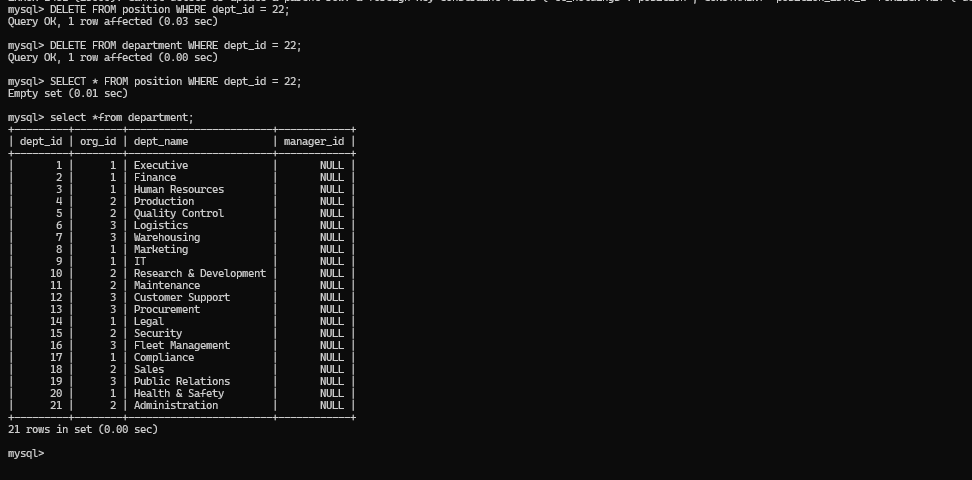 mysql> DELETE FROM position WHERE dept_id = 22;
Query OK, 1 row affected (0.03 sec)
mysql> DELETE FROM department WHERE dept_id = 22;
Query OK, 1 row affected (0.00 sec)
mysql> SELECT * FROM position WHERE dept_id = 22;
Empty set (0.01 sec)
mysql> select *from department;
+---------+--------+------------------------+------------+
| dept_id | org_id | dept_name              | manager_id |
+---------+--------+------------------------+------------+
|       1 |      1 | Executive              |       NULL |
|       2 |      1 | Finance                |       NULL |
|       3 |      1 | Human Resources        |       NULL |
|       4 |      2 | Production             |       NULL |
|       5 |      2 | Quality Control        |       NULL |
|       6 |      3 | Logistics              |       NULL |
|       7 |      3 | Warehousing            |       NULL |
|       8 |      1 | Marketing              |       NULL |
|       9 |      1 | IT                     |       NULL |
|      10 |      2 | Research & Development |       NULL |
|      11 |      2 | Maintenance            |       NULL |
|      12 |      3 | Customer Support       |       NULL |
|      13 |      3 | Procurement            |       NULL |
|      14 |      1 | Legal                  |       NULL |
|      15 |      2 | Security               |       NULL |
|      16 |      3 | Fleet Management       |       NULL |
|      17 |      1 | Compliance             |       NULL |
|      18 |      2 | Sales                  |       NULL |
|      19 |      3 | Public Relations       |       NULL |
|      20 |      1 | Health & Safety        |       NULL |
|      21 |      2 | Administration         |       NULL |
+---------+--------+------------------------+------------+
21 rows in set (0.00 sec)
mysql>